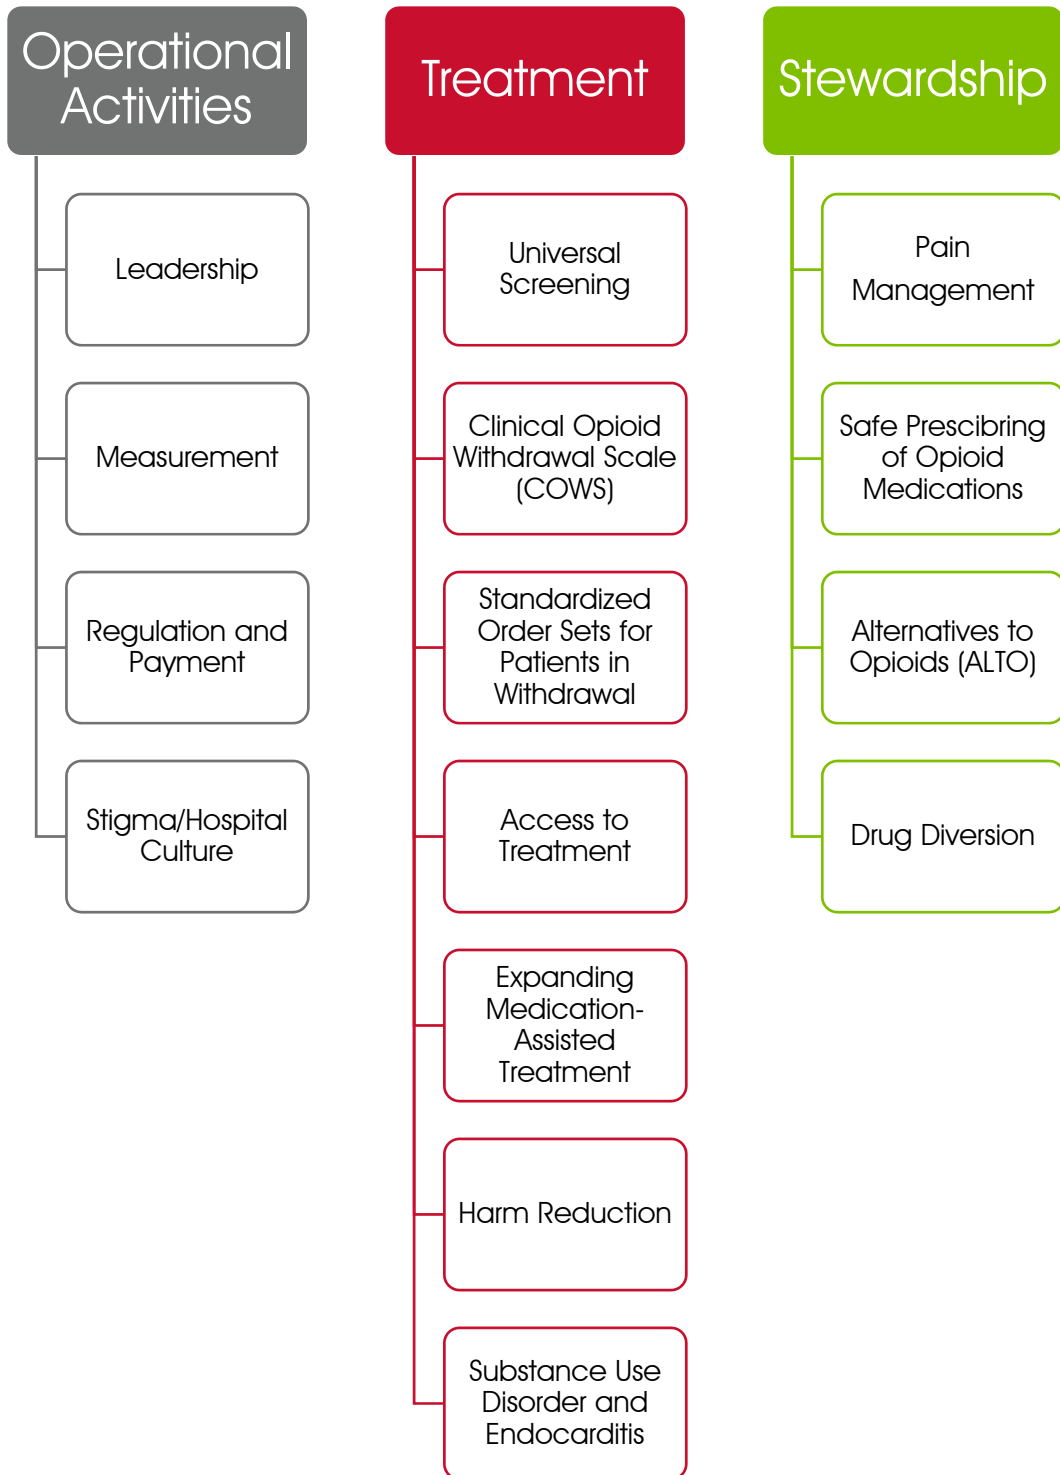 Operational
Activities
Leadership
Measurement
Regulation and
Payment
Stigma/Hospital
Culture
Treatment
Universal
Screening
Clinical Opioid
Withdrawal Scale
(COWS)
Standardized
Order Sets for
Patients in
Withdrawal
Access to
Treatment
Expanding
Medication-
Assisted
Treatment
Harm Reduction
Substance Use
Disorder and
Endocarditis
Stewardship
Pain
Management
Safe Prescibring
of Opioid
Medications
Alternatives to
Opioids (ALTO)
Drug Diversion